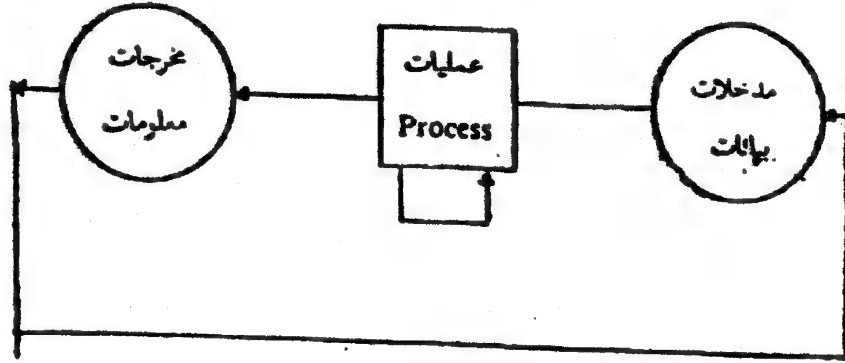 مدخلات
بيانات
عمليات
Process
مخرجات
معلومات